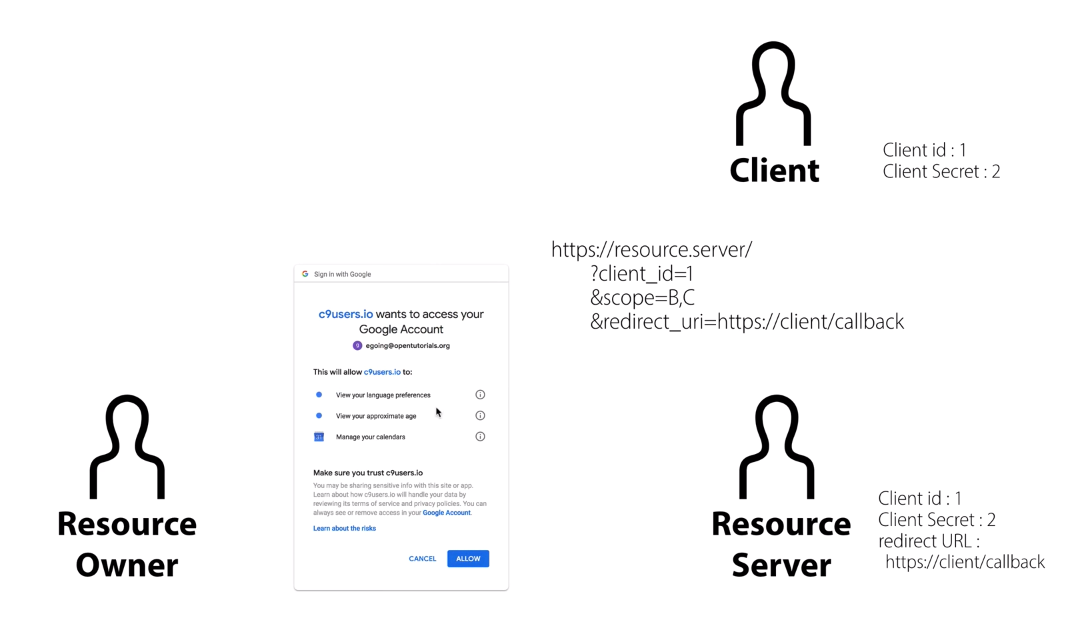 Client
Client id : 1
Client Secret : 2
https://resource.server/
?client_id=1
&scope=B,C
&redirect_uri=https://client/callback
Sign in with Google
c9users.io wants to access your
Google Account
egoing@opentutorials.org
This will allow c9users.io to:
View your language preferences
View your approximate age
Manage your calendars
Make sure you trust c9users.io
You may be sharing sensitive info with this site or app.
Learn about how c9users.io will handle your data by
reviewing its terms of service and privacy policies. You can
always see or remove access in your Google Account.
Learn about the risks
CANCEL ALLOW
Resource
Owner
Resource
Server
Client id : 1
Client Secret : 2
redirect URL :
https://client/callback